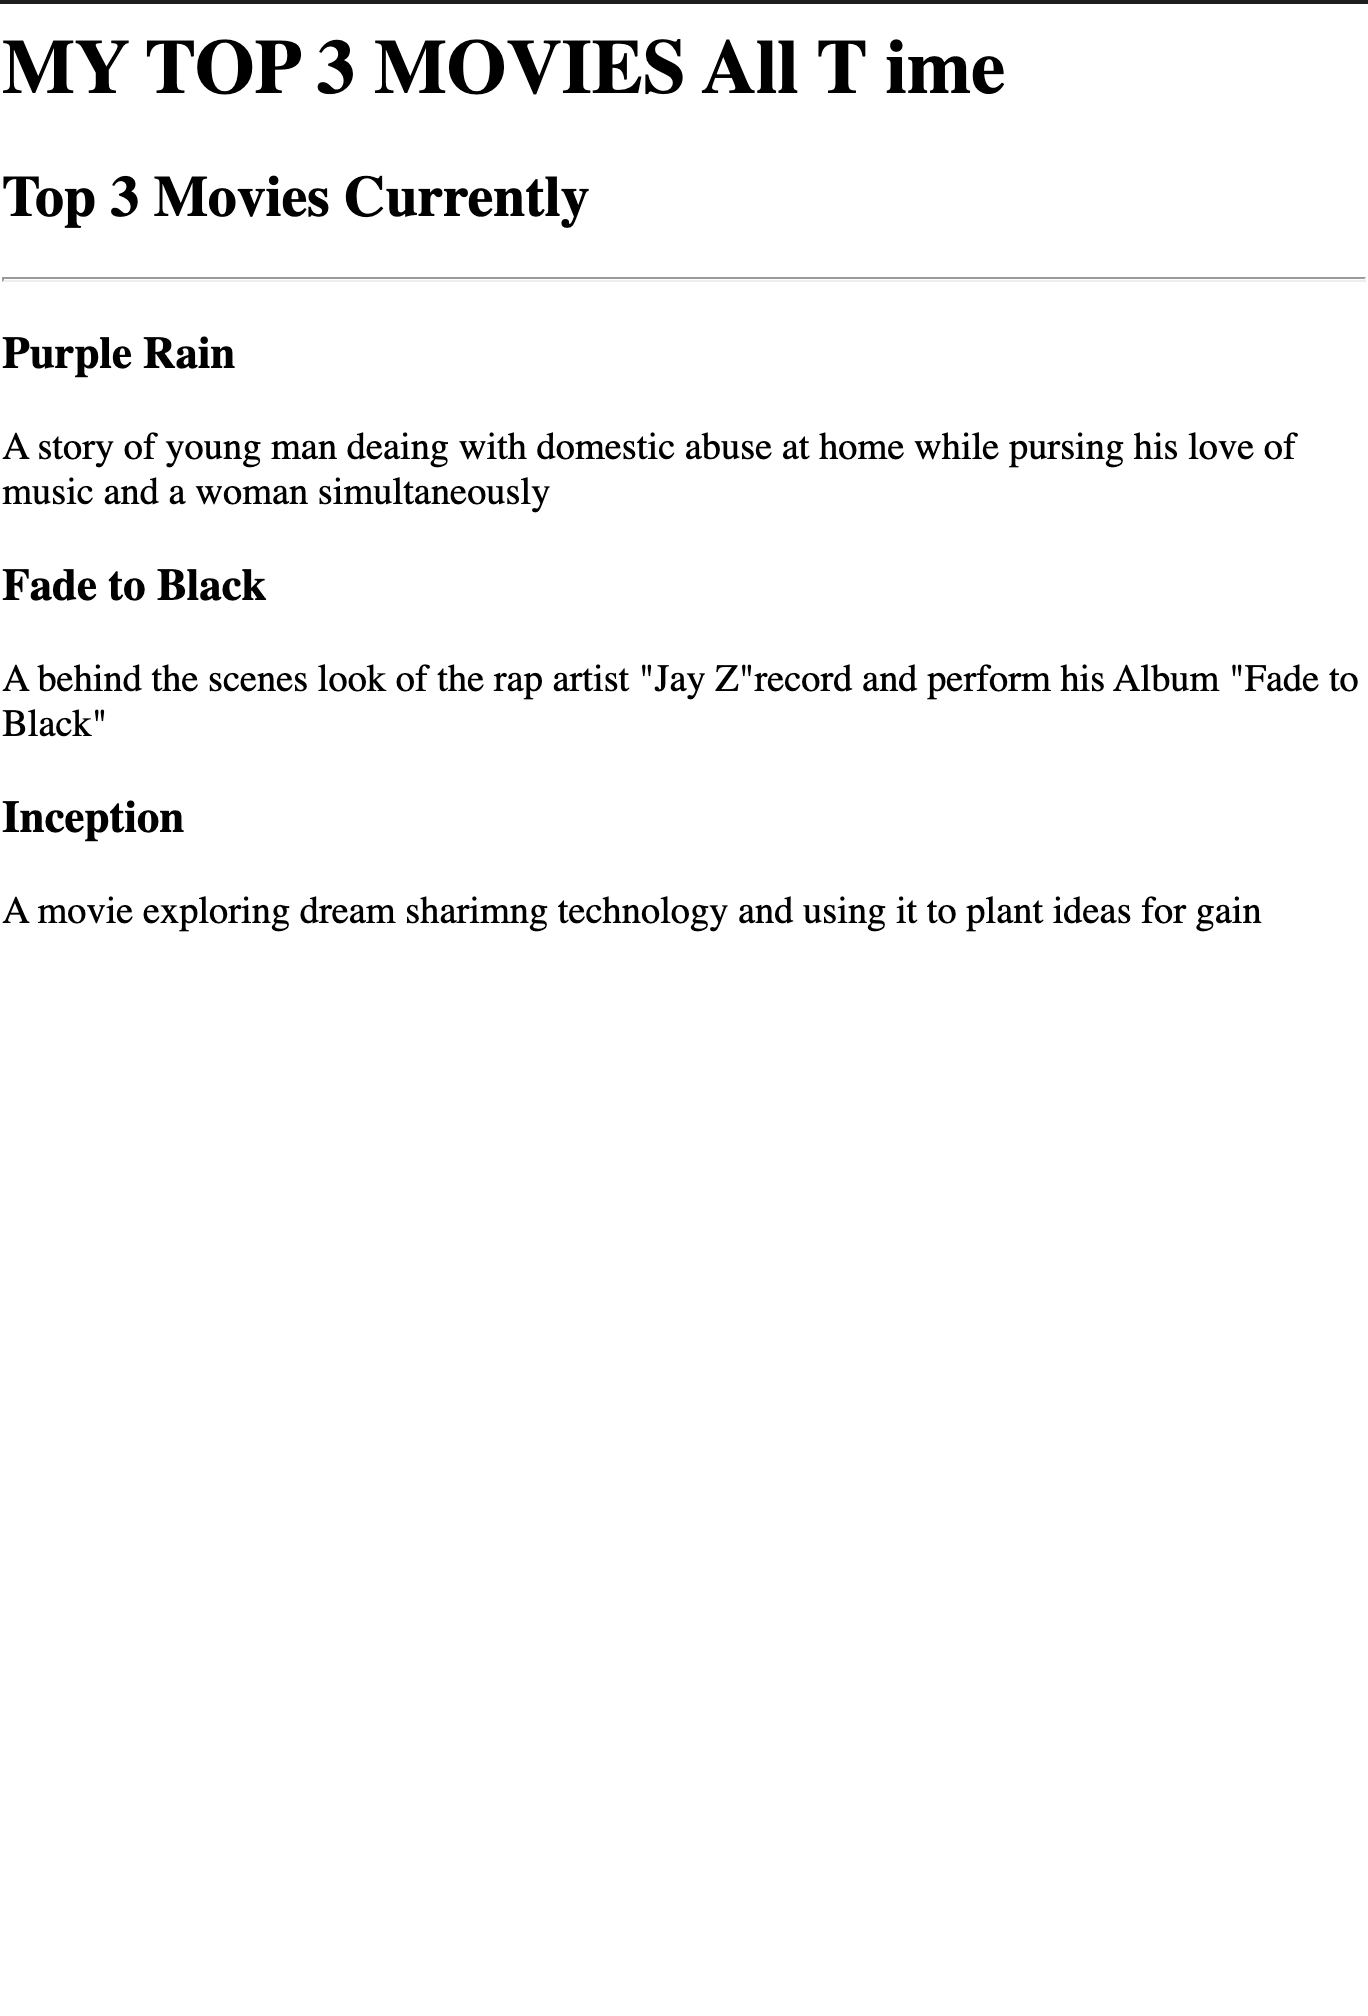 MY TOP 3 MOVIES All T ime
Top 3 Movies Currently
Purple Rain
A story of young man deaing with domestic abuse at home while pursing his love of
music and a woman simultaneously
Fade to Black
A behind the scenes look of the rap artist "Jay Z"record and perform his Album "Fade to
Black"
Inception
A movie exploring dream sharimng technology and using it to plant ideas for gain